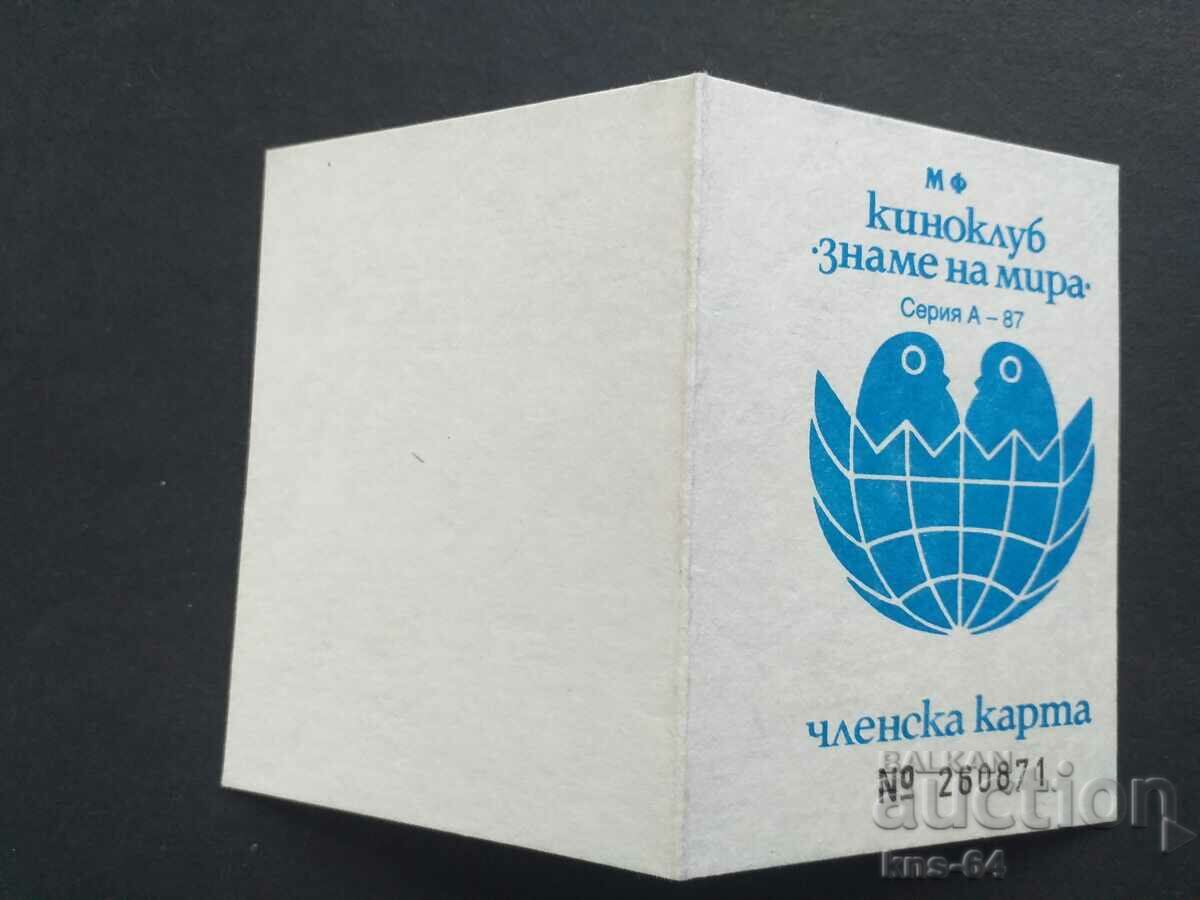 МФ
киноклуб
·Знаме на мира·
Серия А – 87
членска карта
№ 260871
BALKAN
auction
kns-64